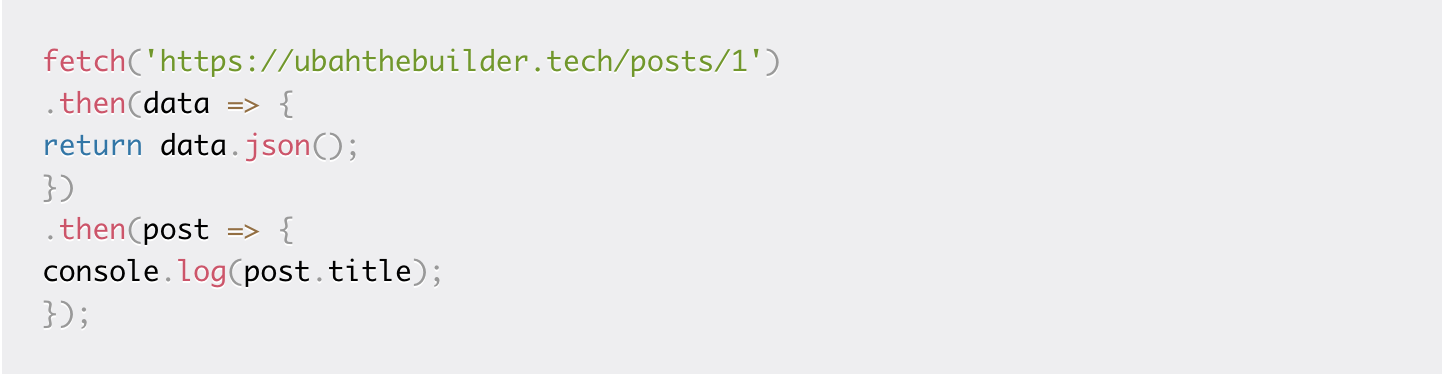 fetch('https://ubahthebuilder.tech/posts/1')
.then(data => {
return data.json();
})
.then(post => {
console.log(post.title);
});